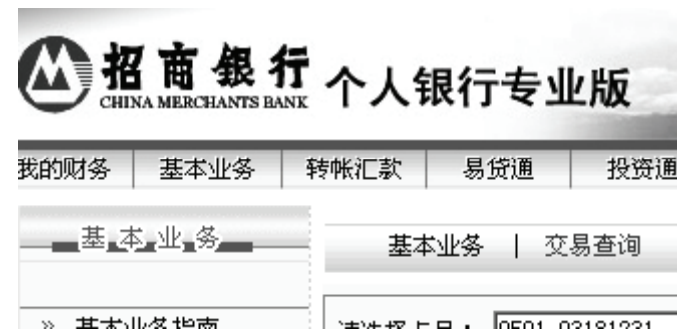 招商银行 个人银行专业版
CHINA MERCHANTS BANK
我的财务 基本业务 转帐汇款 易贷通 投资通
基本业务
基本业务 | 交易查询
» 基本业务指南
请选择卡号： 0591 03181231